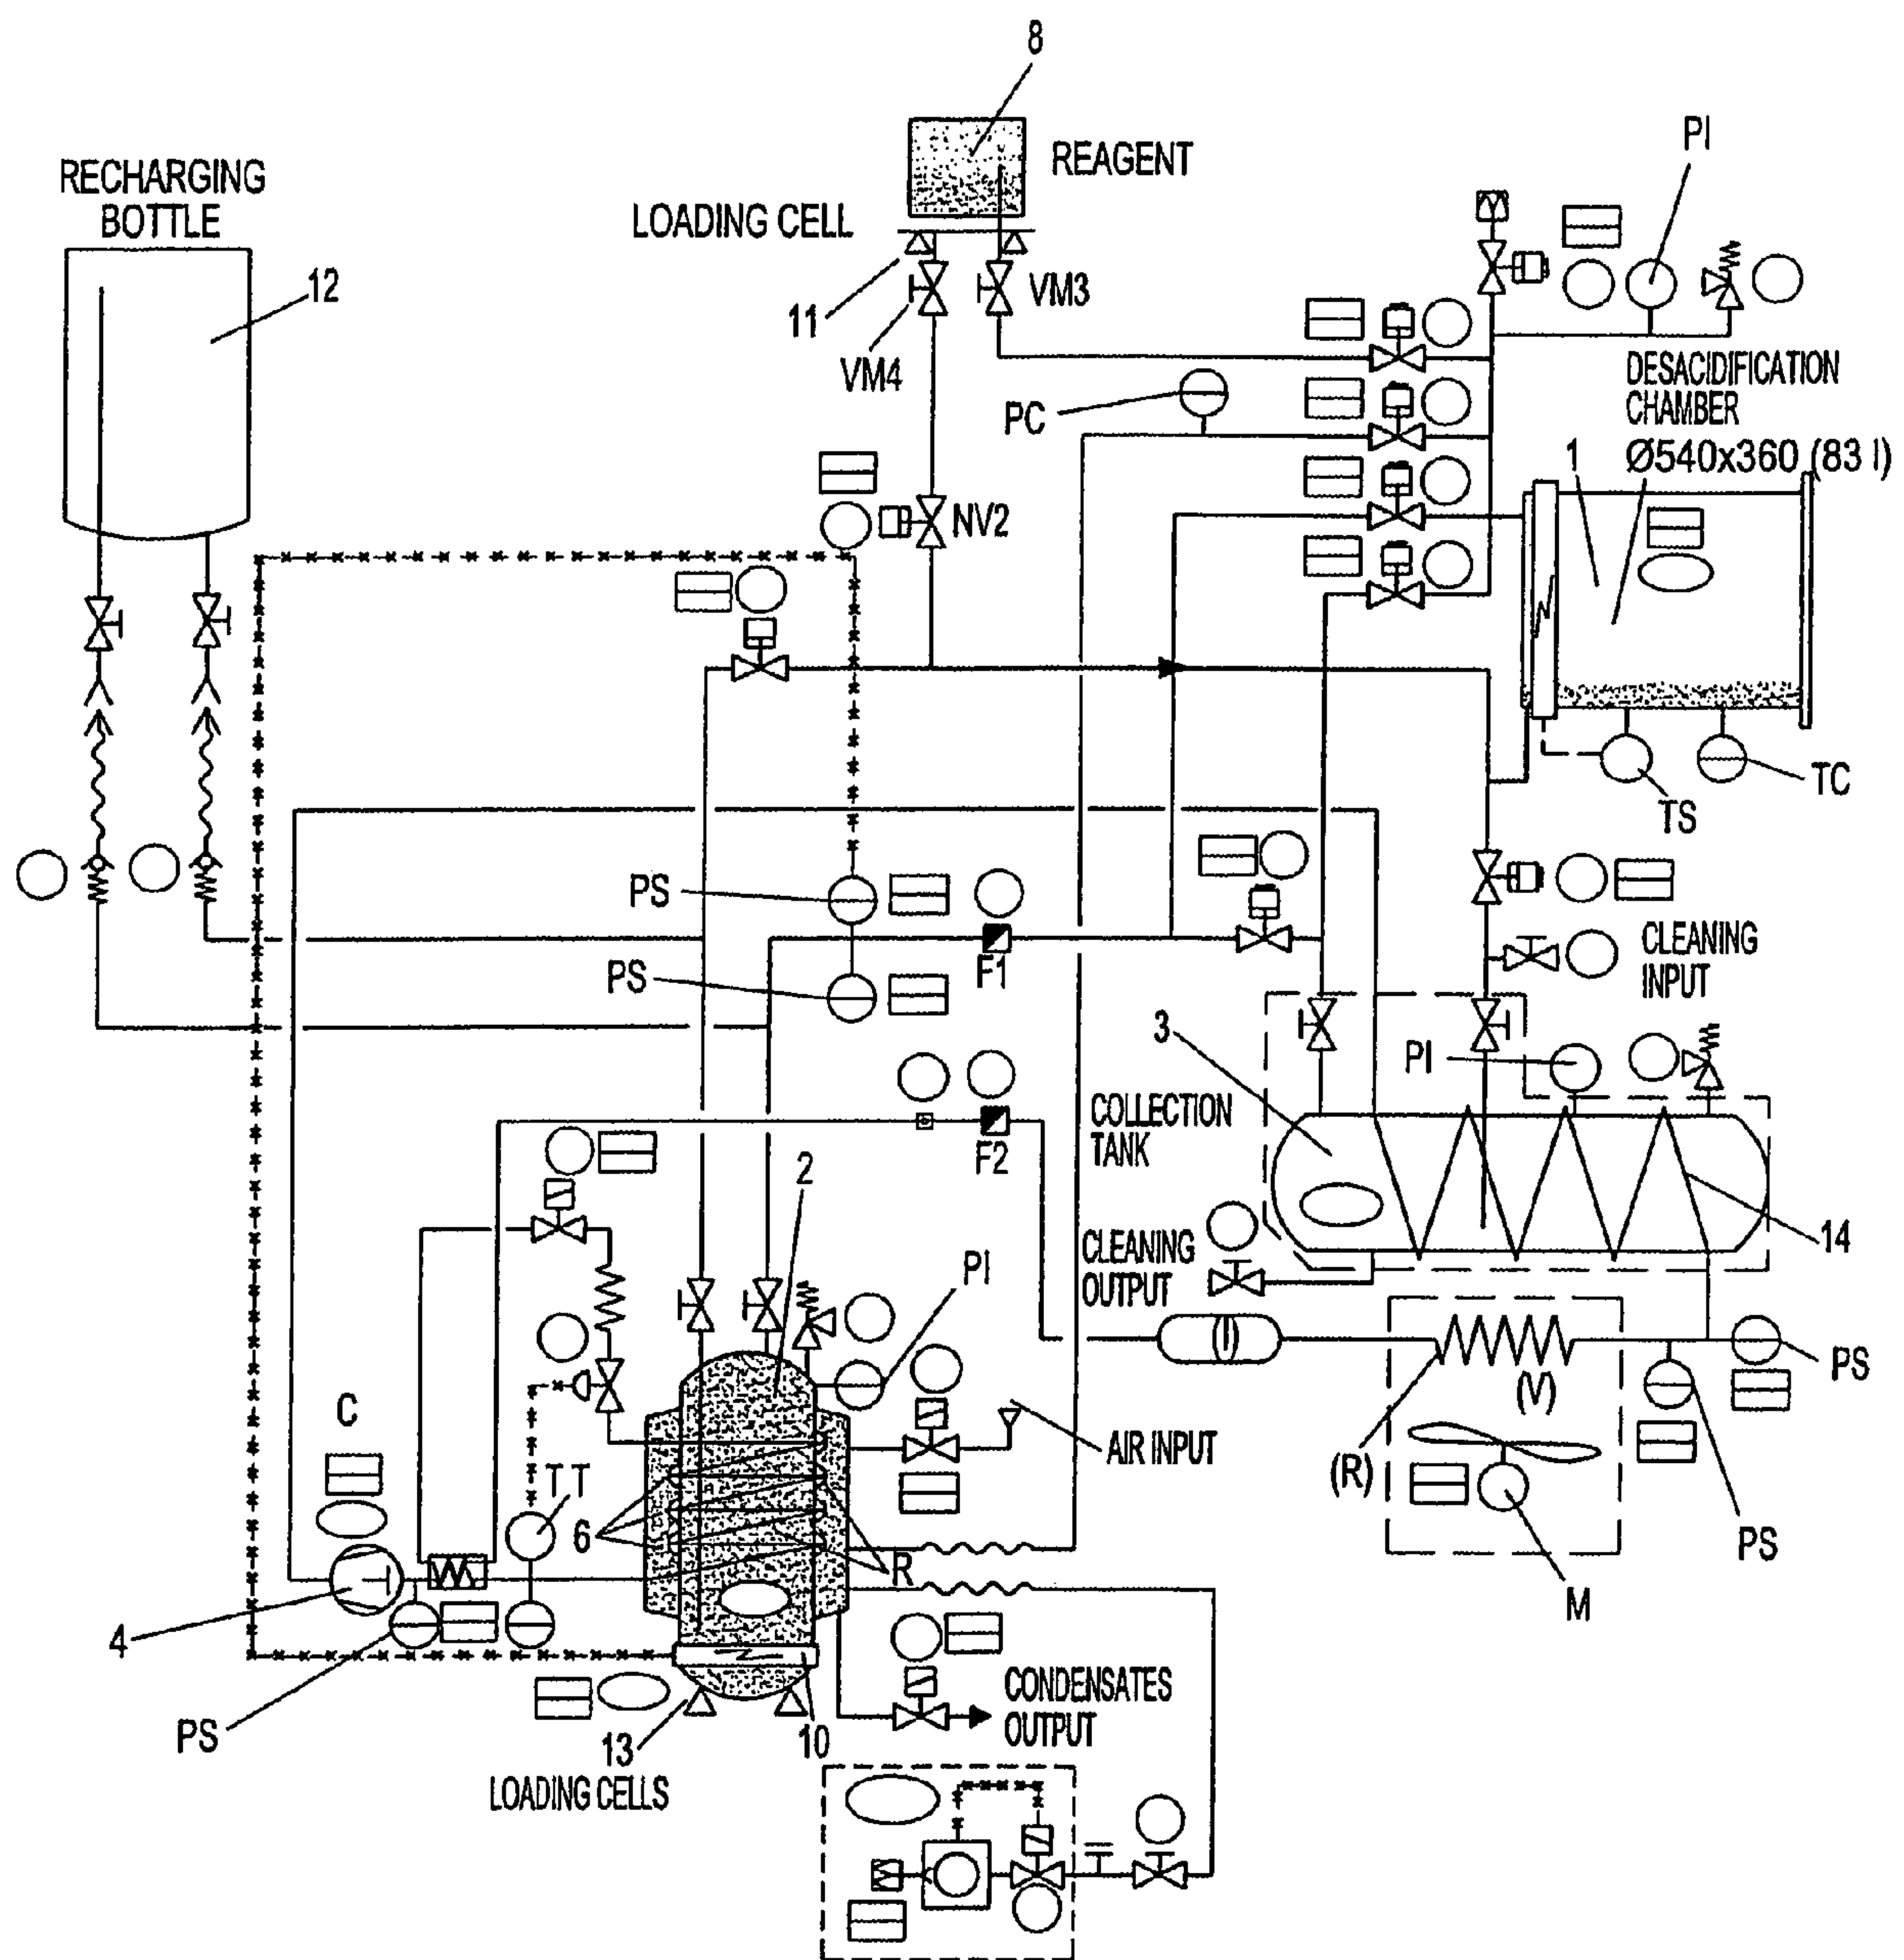 8
PI
RECHARGING
BOTTLE
REAGENT
LOADING CELL
12
11
VM3
VM4
DESACIDIFICATION
CHAMBER
Ø540x360 (83 l)
1
PC
NV2
TC
TS
PS
F1
PS
CLEANING
INPUT
3
PI
COLLECTION
TANK
F2
2
14
CLEANING
OUTPUT
PI
PS
(V)
(R)
AIR INPUT
C
TT
6
R
PS
M
4
PS
CONDENSATES
OUTPUT
10
13
LOADING CELLS